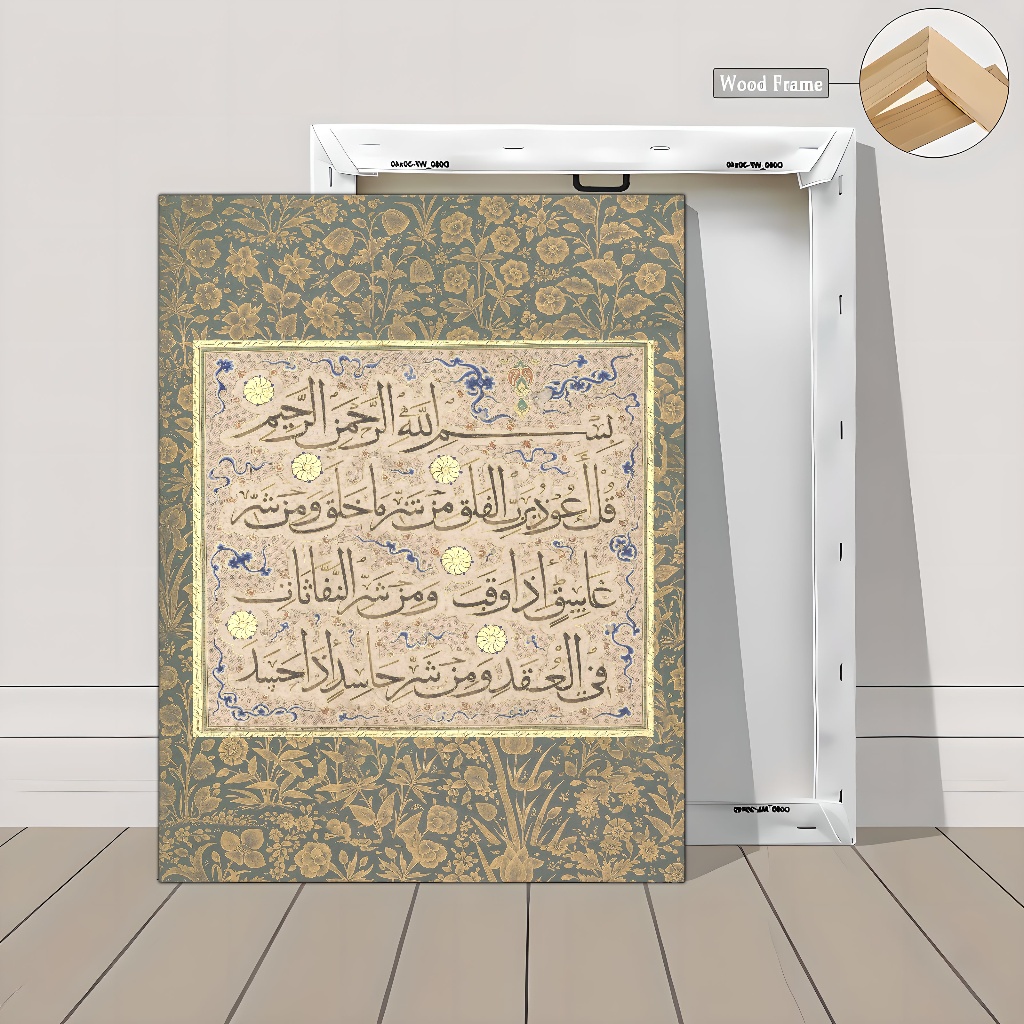 Wood Frame
بسم الله الرحمن الرحيم
قل أعوذ برب الفلق من شر ما خلق ومن شر
غاسق إذا وقب ومن شر النفاثات
في العقد ومن شر حاسد إذا حسد